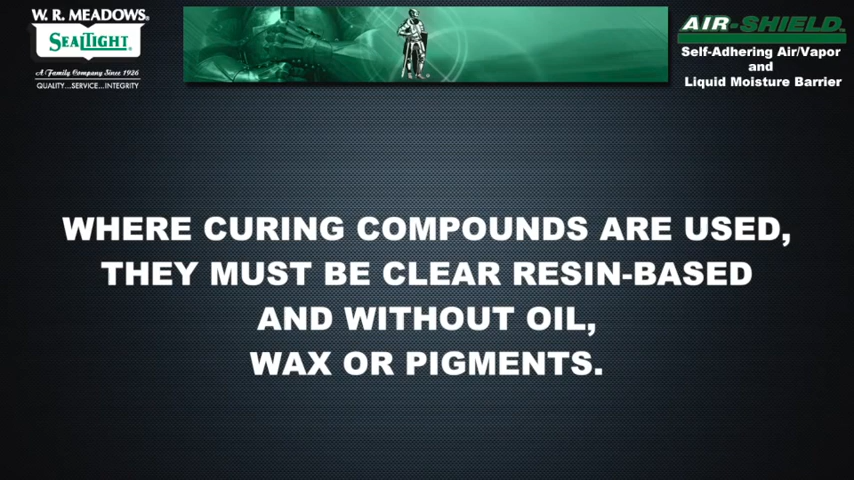 W. R. MEADOWS®
SEALTIGHT®
A Family Company Since 1926
QUALITY...SERVICE...INTEGRITY
AIR-SHIELD™
Self-Adhering Air/Vapor
and
Liquid Moisture Barrier
WHERE CURING COMPOUNDS ARE USED,
THEY MUST BE CLEAR RESIN-BASED
AND WITHOUT OIL,
WAX OR PIGMENTS.